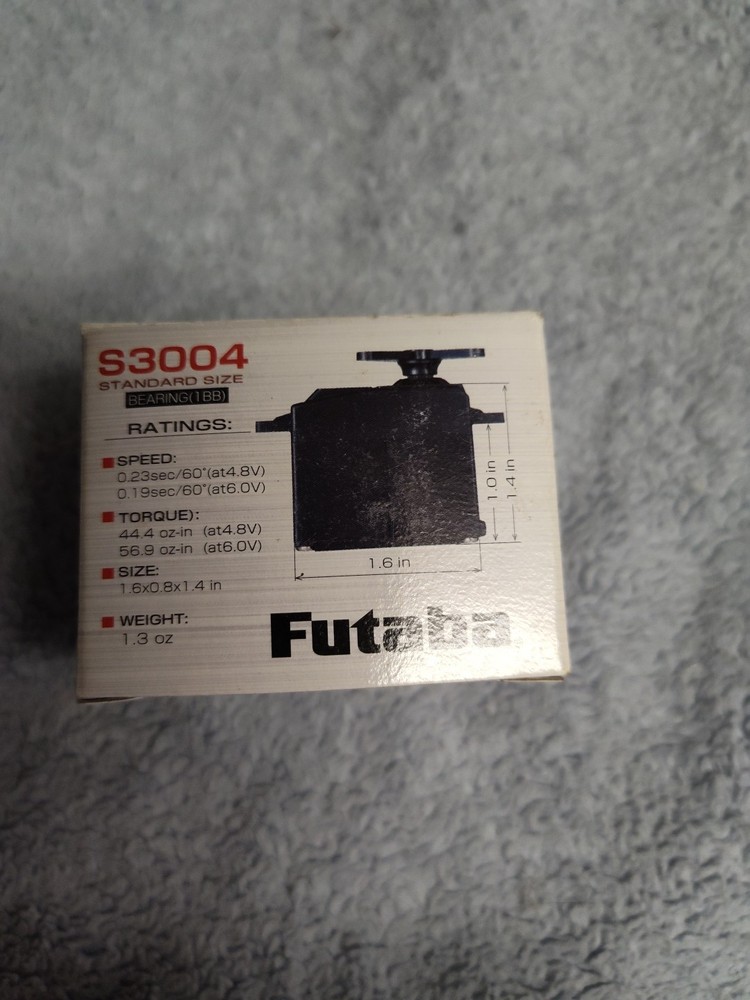 S3004
STANDARD SIZE
BEARING(1BB)
RATINGS:
SPEED:
0.23sec/60°(at4.8V)
0.19sec/60°(at6.0V)
TORQUE):
44.4 oz-in (at4.8V)
56.9 oz-in (at6.0V)
SIZE:
1.6x0.8x1.4 in
WEIGHT:
1.3 oz
1.0 in
1.4 in
1.6 in
Futaba